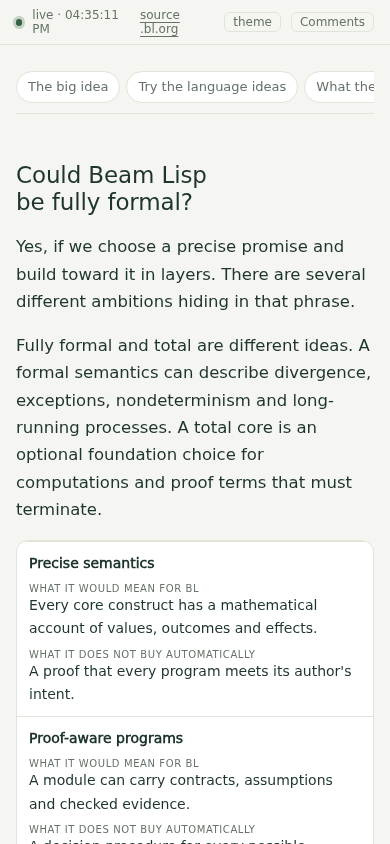 live · 04:35:11 PM
source .bl.org
theme
Comments
The big idea
Try the language ideas
What the
Could Beam Lisp
be fully formal?
Yes, if we choose a precise promise and
build toward it in layers. There are several
different ambitions hiding in that phrase.
Fully formal and total are different ideas. A
formal semantics can describe divergence,
exceptions, nondeterminism and long-
running processes. A total core is an
optional foundation choice for
computations and proof terms that must
terminate.
Precise semantics
WHAT IT WOULD MEAN FOR BL
Every core construct has a mathematical
account of values, outcomes and effects.
WHAT IT DOES NOT BUY AUTOMATICALLY
A proof that every program meets its author's
intent.
Proof-aware programs
WHAT IT WOULD MEAN FOR BL
A module can carry contracts, assumptions
and checked evidence.
WHAT IT DOES NOT BUY AUTOMATICALLY
A decision procedure for every possible